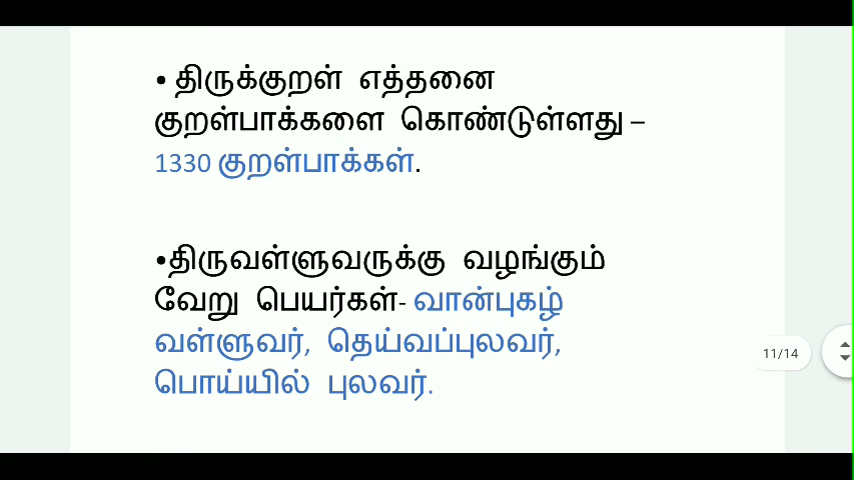 • திருக்குறள் எத்தனை
குறள்பாக்களை கொண்டுள்ளது –
1330 குறள்பாக்கள்.
•திருவள்ளுவருக்கு வழங்கும்
வேறு பெயர்கள்- வான்புகழ்
வள்ளுவர், தெய்வப்புலவர்,
பொய்யில் புலவர்.
11/14